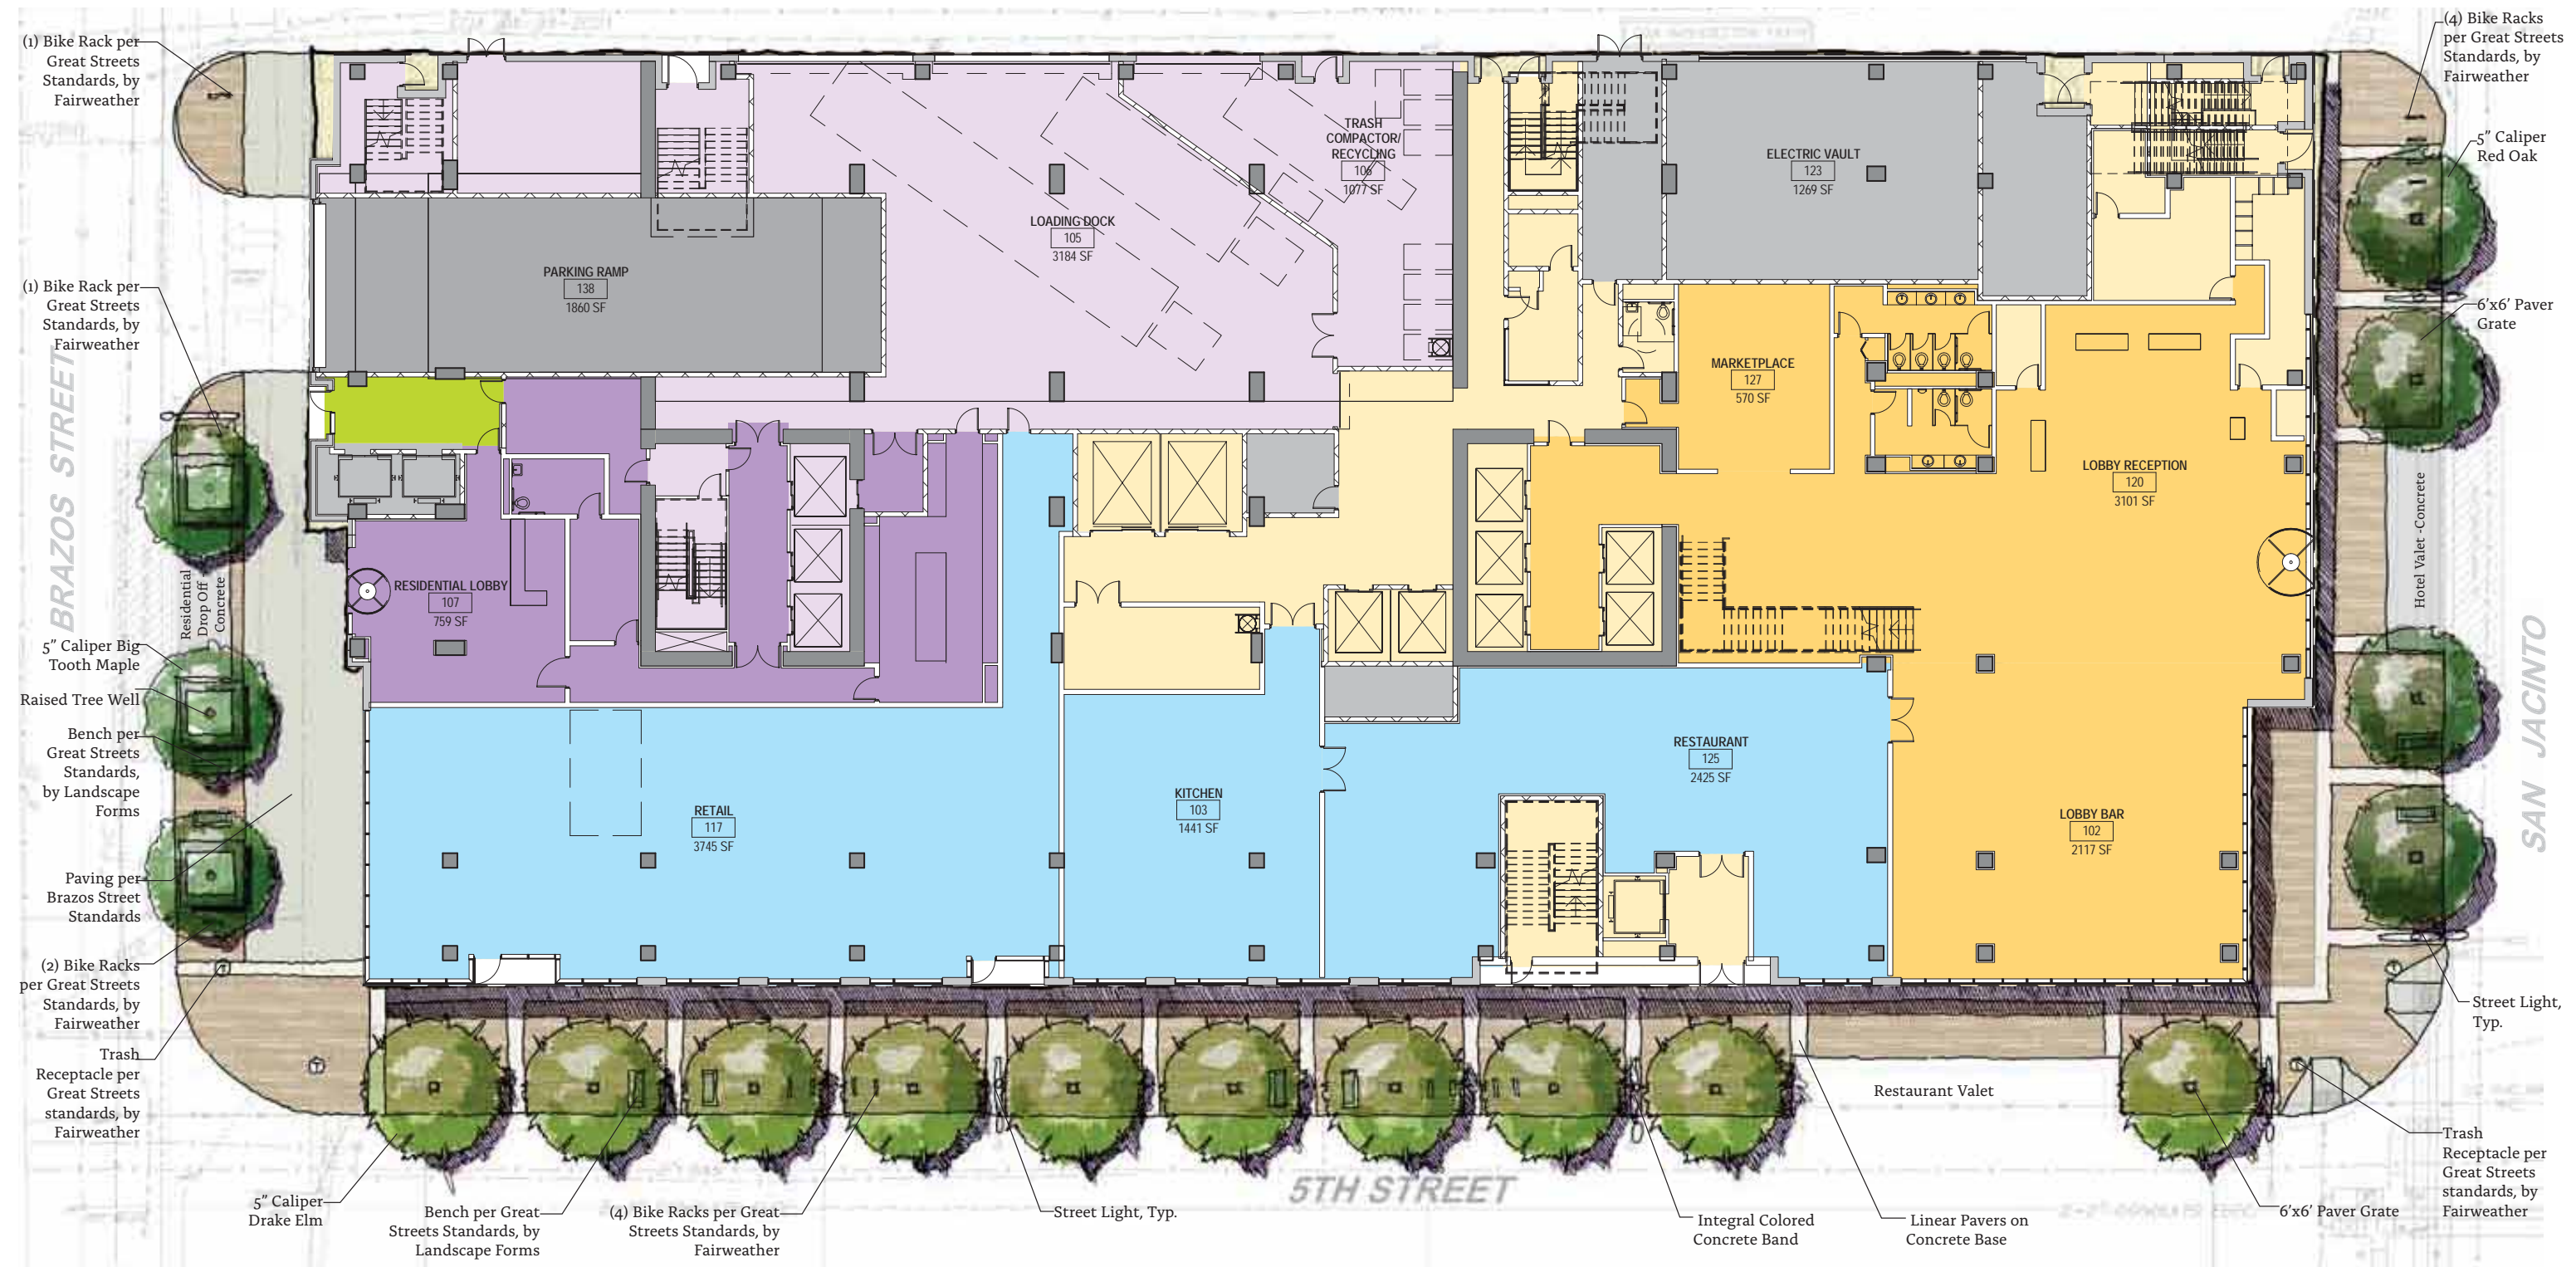 (1) Bike Rack per
Great Streets
Standards, by
Fairweather
(1) Bike Rack per
Great Streets
Standards, by
Fairweather
BRAZOS STREET
Residential
Drop Off
Concrete
5” Caliper Big
Tooth Maple
Raised Tree Well
Bench per
Great Streets
Standards,
by Landscape
Forms
Paving per
Brazos Street
Standards
(2) Bike Racks
per Great Streets
Standards, by
Fairweather
Trash
Receptacle per
Great Streets
standards, by
Fairweather
PARKING RAMP
138
1860 SF
LOADING DOCK
105
3184 SF
TRASH
COMPACTOR/
RECYCLING
106
1077 SF
ELECTRIC VAULT
123
1269 SF
MARKETPLACE
127
570 SF
LOBBY RECEPTION
120
3101 SF
RESIDENTIAL LOBBY
107
759 SF
RETAIL
117
3745 SF
KITCHEN
103
1441 SF
RESTAURANT
125
2425 SF
LOBBY BAR
102
2117 SF
(4) Bike Racks
per Great Streets
Standards, by
Fairweather
5” Caliper
Red Oak
6’x6’ Paver
Grate
Hotel Valet -Concrete
SAN JACINTO
Street Light,
Typ.
Trash
Receptacle per
Great Streets
standards, by
Fairweather
Restaurant Valet
5TH STREET
5” Caliper
Drake Elm
Bench per Great
Streets Standards, by
Landscape Forms
(4) Bike Racks per Great
Streets Standards, by
Fairweather
Street Light, Typ.
Integral Colored
Concrete Band
Linear Pavers on
Concrete Base
6’x6’ Paver Grate